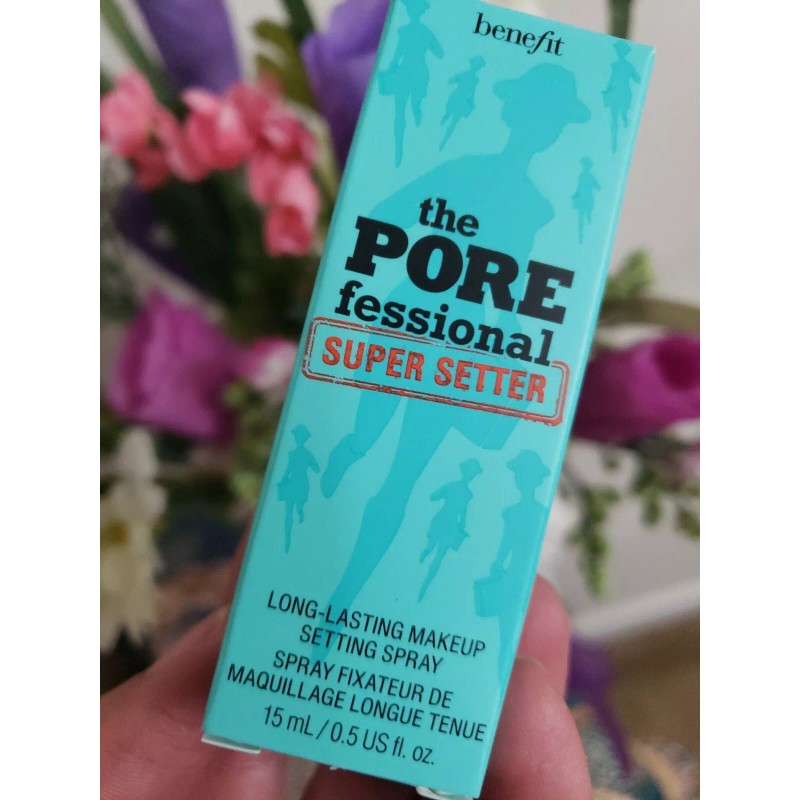 benefit
the
PORE
fessional
SUPER SETTER
LONG-LASTING MAKEUP
SETTING SPRAY
SPRAY FIXATEUR DE
MAQUILLAGE LONGUE TENUE
15 mL / 0.5 US fl. oz.